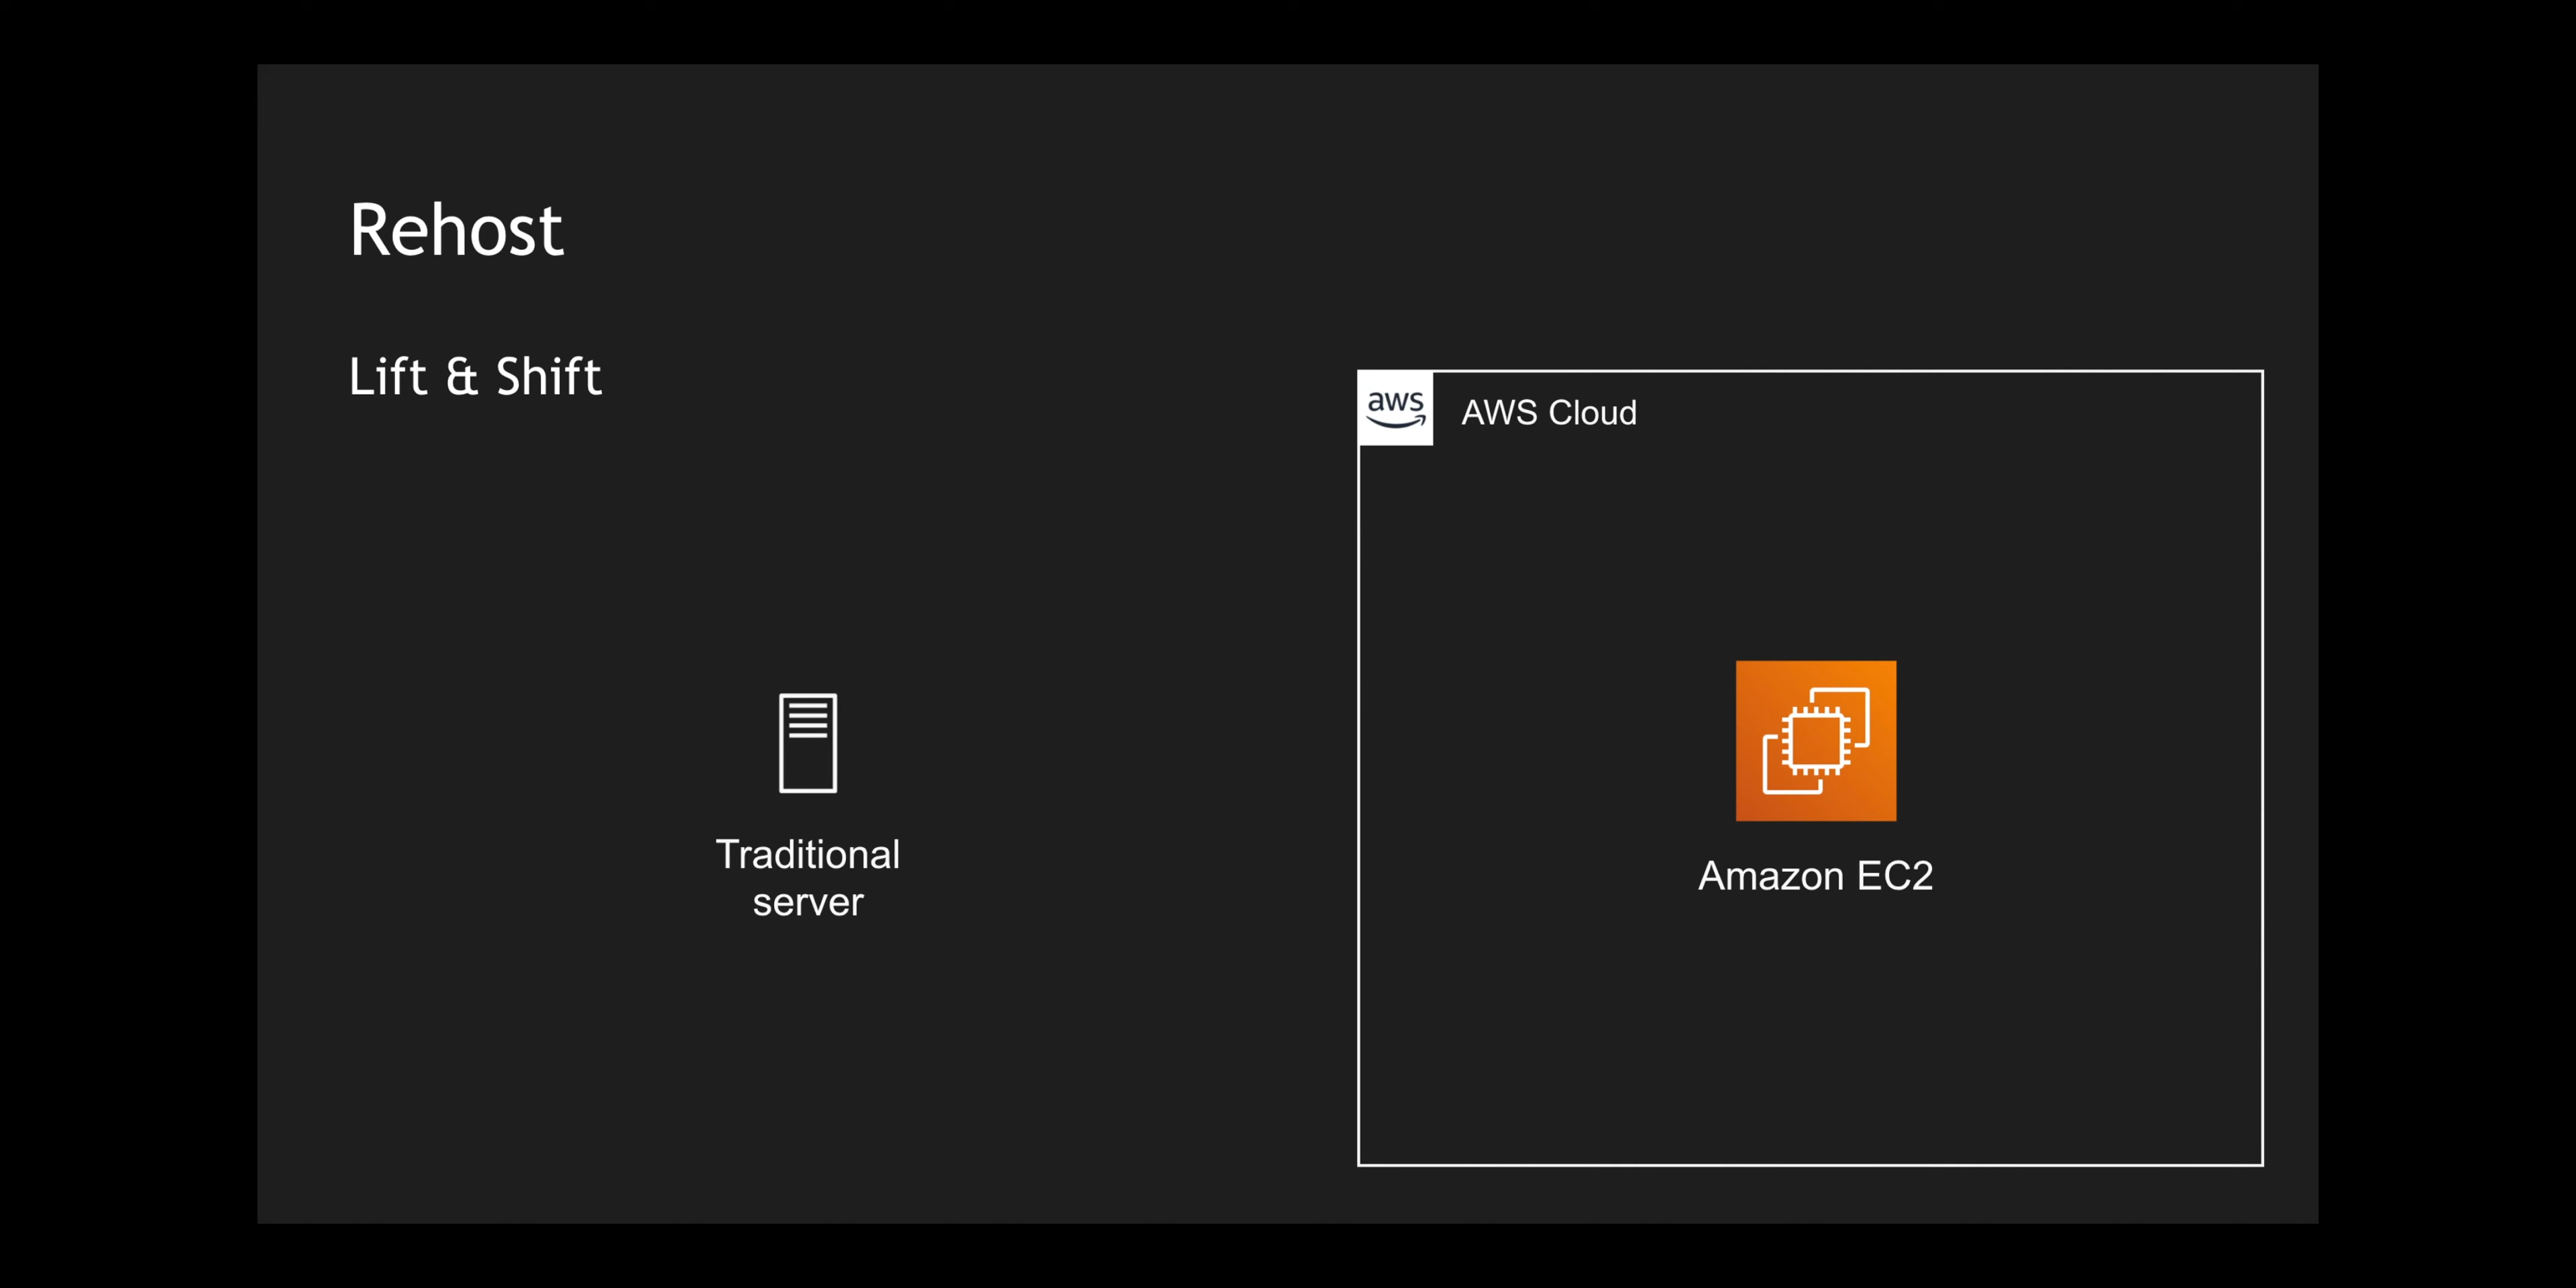 Rehost
Lift & Shift
aws
AWS Cloud
Traditional
server
Amazon EC2